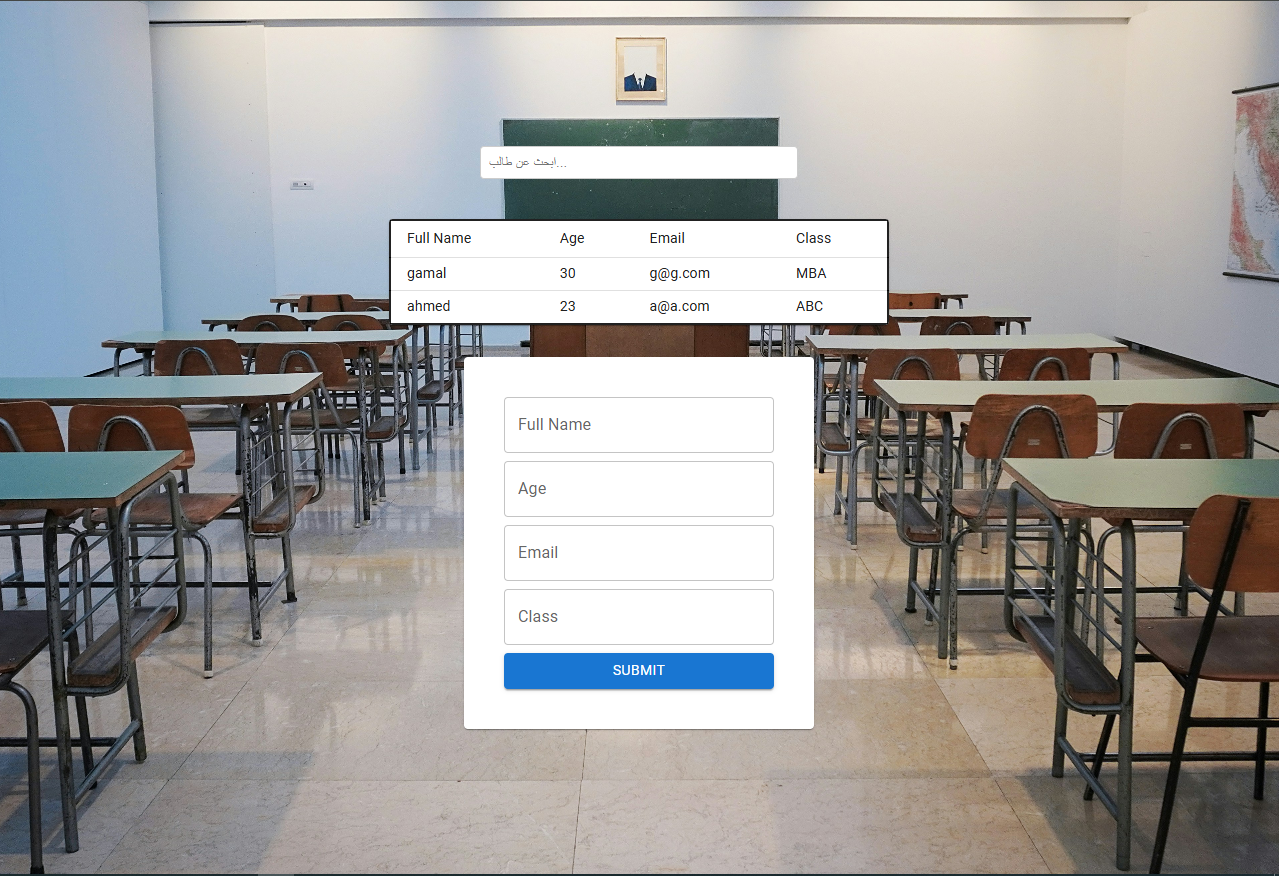 ابحث عن طالب...
Full Name Age Email Class
gamal 30 g@g.com MBA
ahmed 23 a@a.com ABC
Full Name
Age
Email
Class
SUBMIT